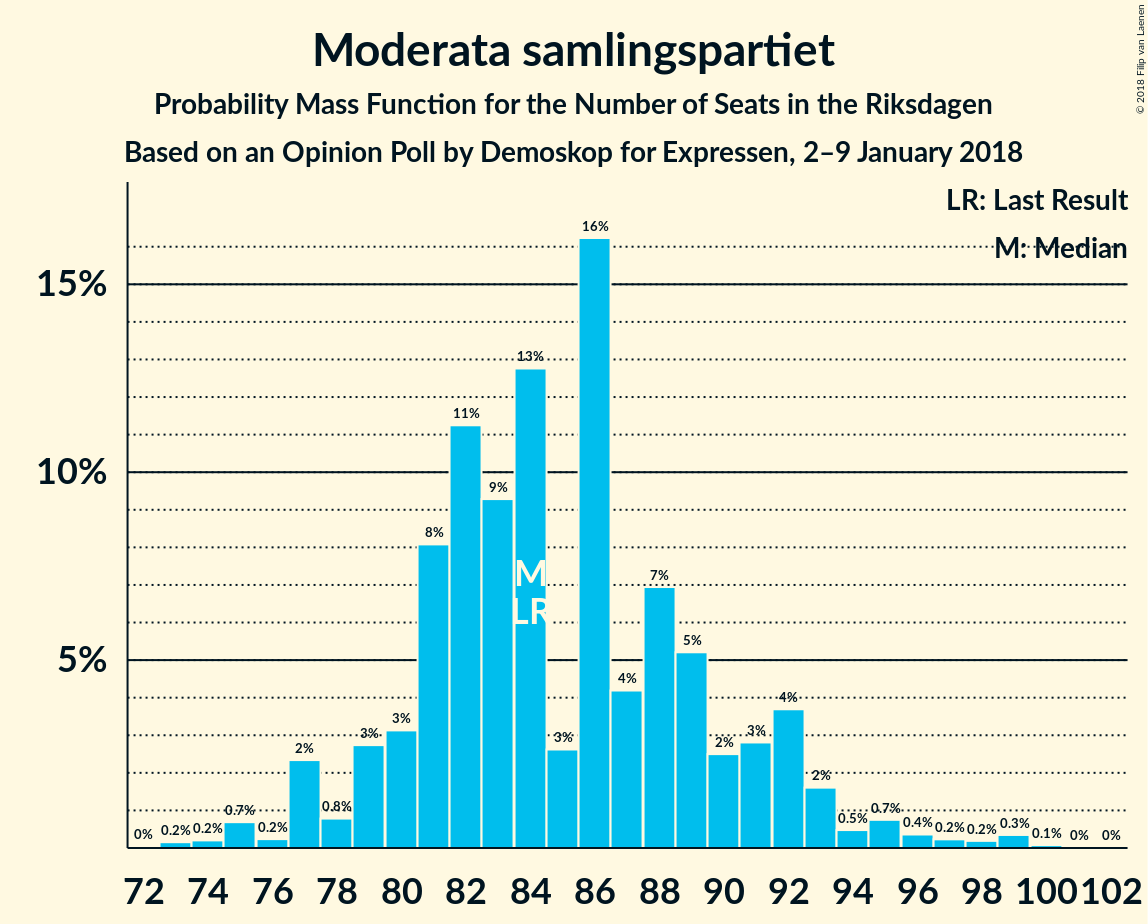 Moderata samlingspartiet
Probability Mass Function for the Number of Seats in the Riksdagen
Based on an Opinion Poll by Demoskop for Expressen, 2–9 January 2018
© 2018 Filip van Laenen
LR: Last Result
M: Median
15%
10%
5%
0% 0.2% 0.2% 0.7% 0.2% 2% 0.8% 3% 3% 8% 11% 9% 13% 3% 16% 4% 7% 5% 2% 3% 4% 2% 0.5% 0.7% 0.4% 0.2% 0.2% 0.3% 0.1% 0% 0%
M
LR
72 74 76 78 80 82 84 86 88 90 92 94 96 98 100 102